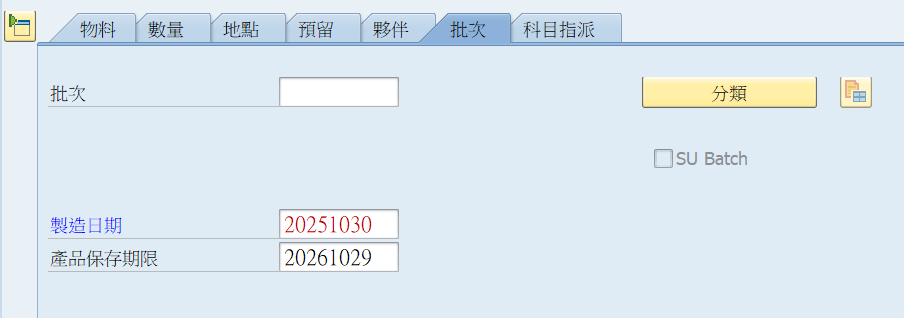 物料 數量 地點 預留 夥伴 批次 科目指派
批次 分類
SU Batch
製造日期 20251030
產品保存期限 20261029